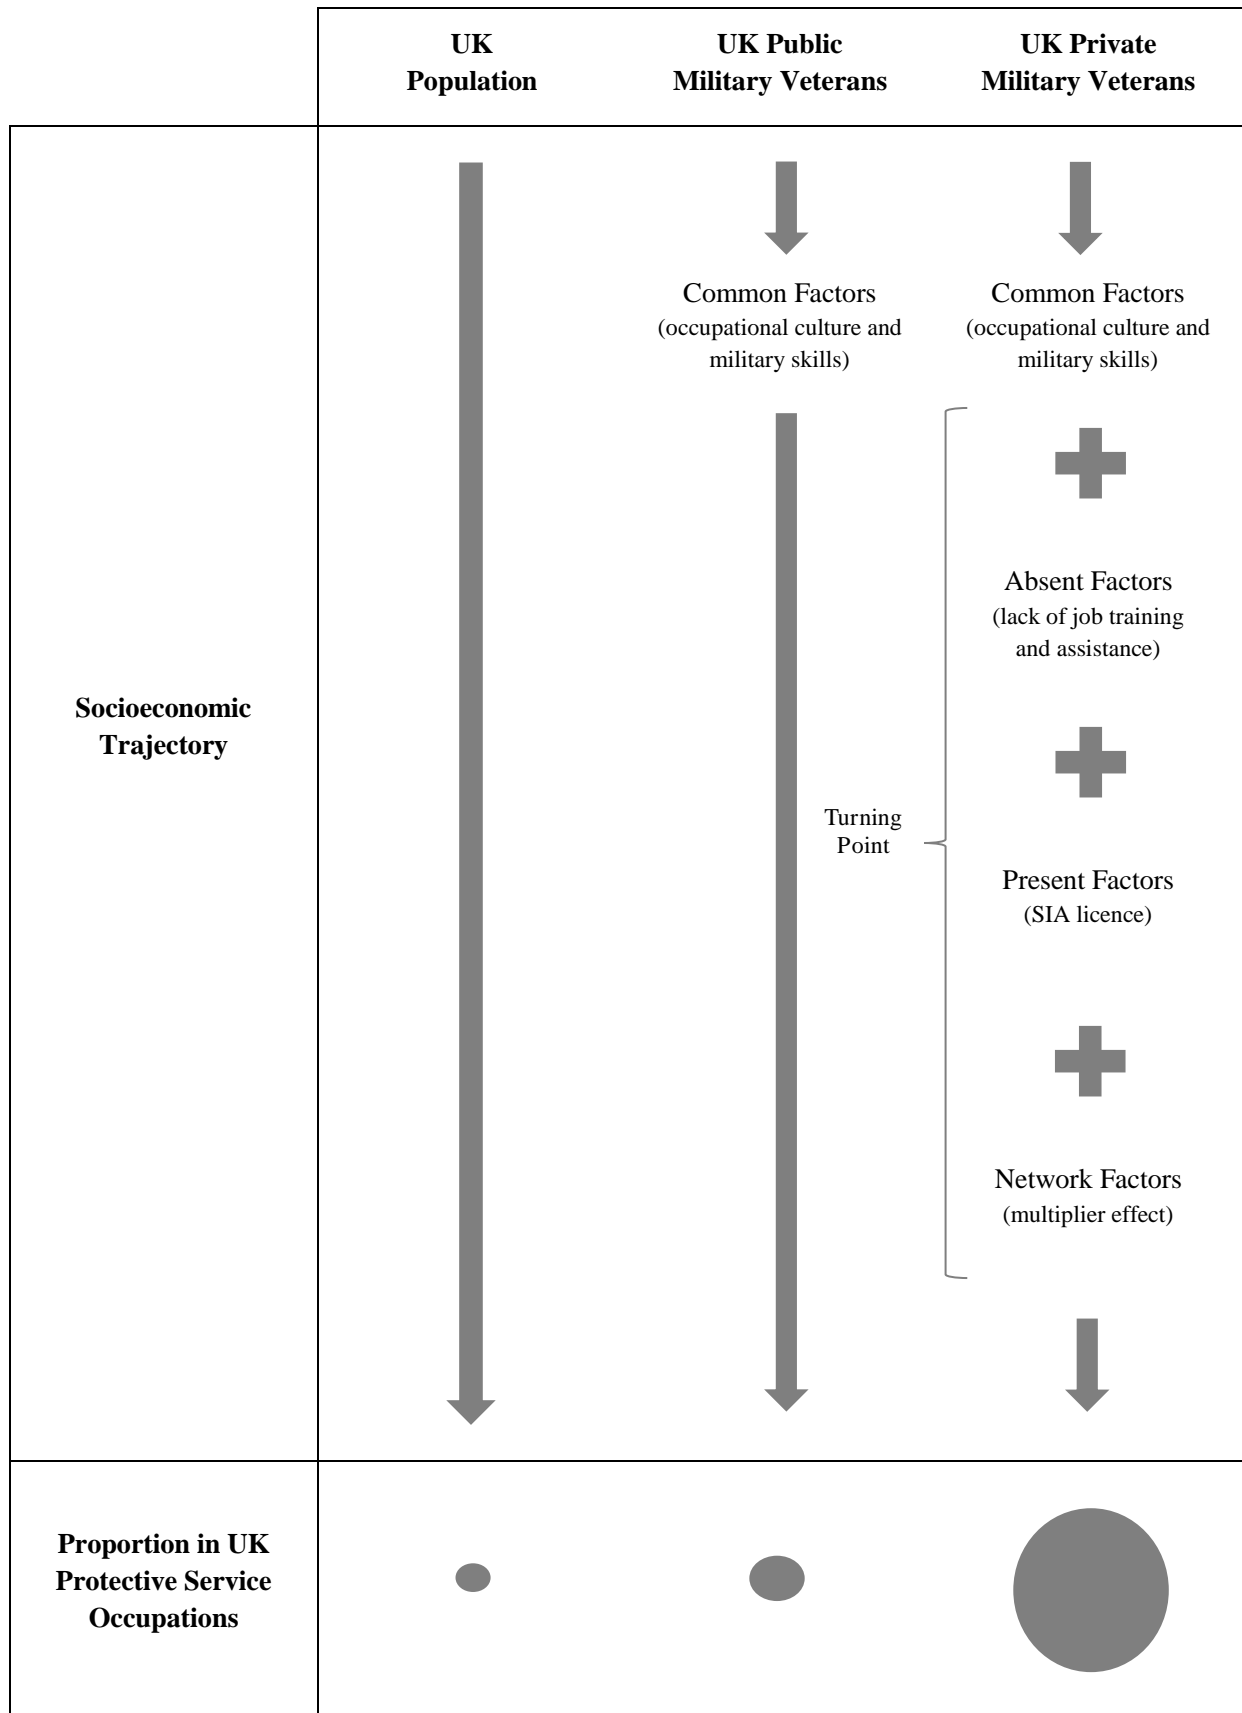 UK
Population
UK Public
Military Veterans
UK Private
Military Veterans
Socioeconomic
Trajectory
Common Factors
(occupational culture and
military skills)
Common Factors
(occupational culture and
military skills)
Absent Factors
(lack of job training
and assistance)
Turning
Point
Present Factors
(SIA licence)
Network Factors
(multiplier effect)
Proportion in UK
Protective Service
Occupations